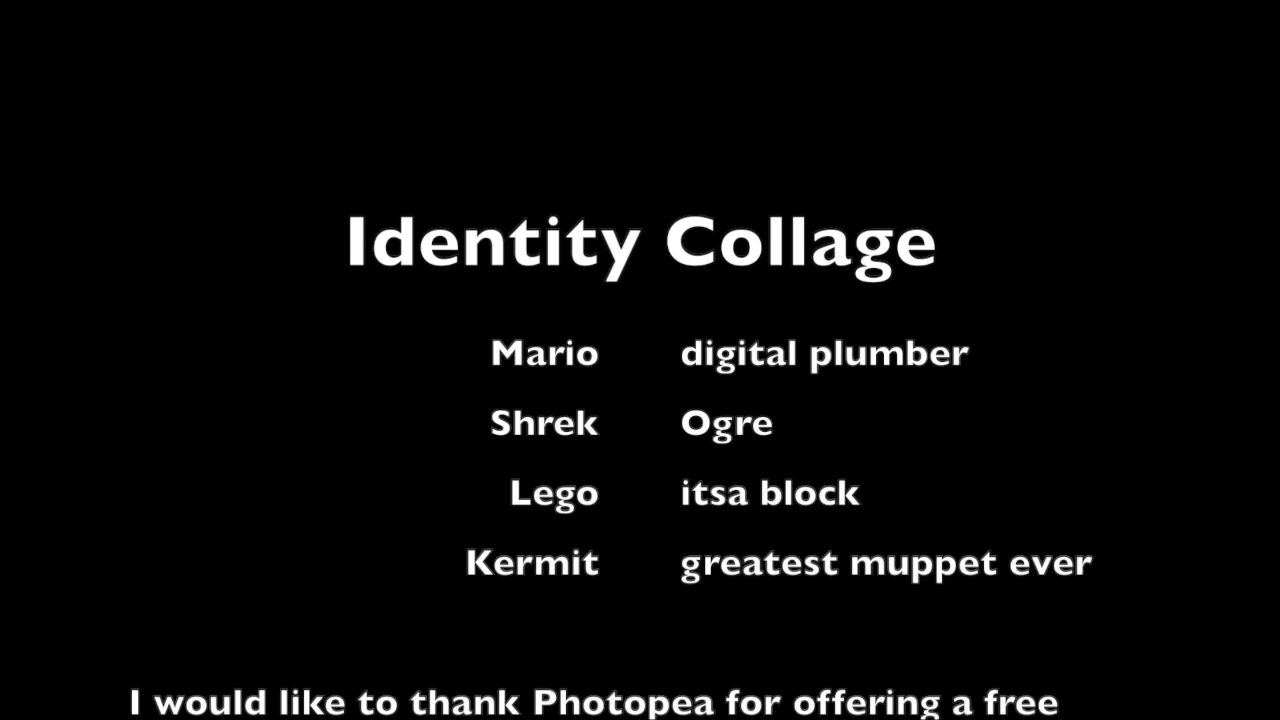 Identity Collage
Mario digital plumber
Shrek Ogre
Lego itsa block
Kermit greatest muppet ever
I would like to thank Photopea for offering a free